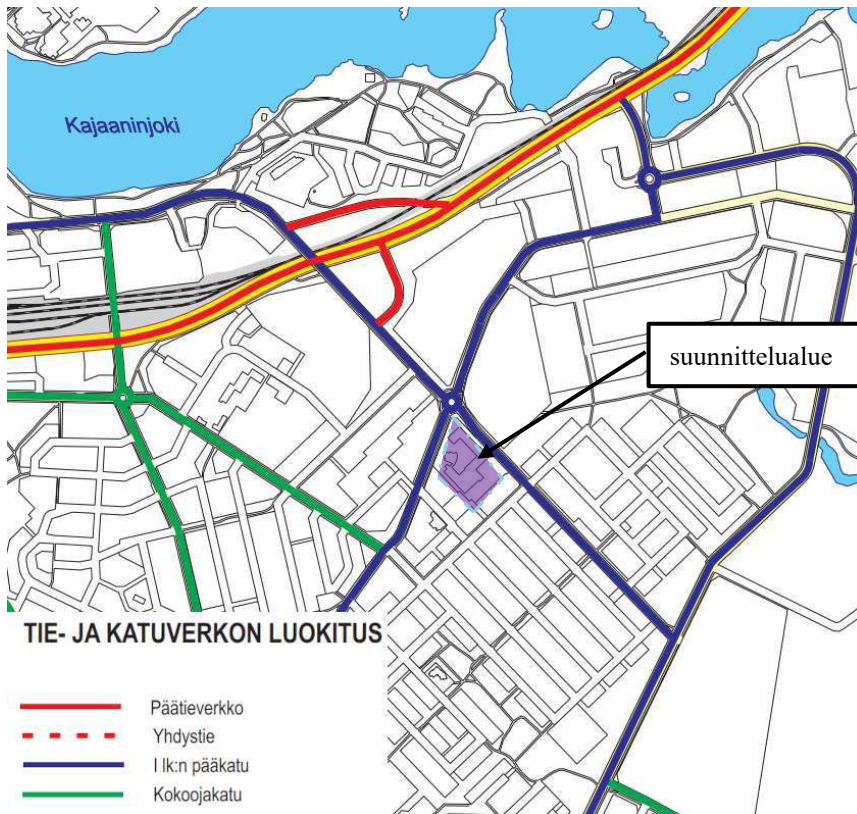 Kajaaninjoki
suunnittelualue
TIE- JA KATUVERKON LUOKITUS
Päätieverkko
Yhdystie
I lk:n pääkatu
Kokoojakatu